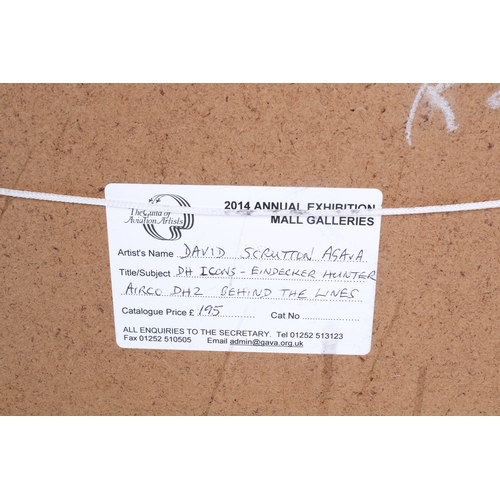 2014 ANNUAL EXHIBITION
MALL GALLERIES
The Guild of
Aviation Artists
Artist's Name DAVID SCRUTTON AGAVA
Title/Subject DH ICONS - EINDECKER HUNTER
AIRCO DH2 BEHIND THE LINES
Catalogue Price £ 195 Cat No
ALL ENQUIRIES TO THE SECRETARY. Tel 01252 513123
Fax 01252 510505 Email admin@gava.org.uk